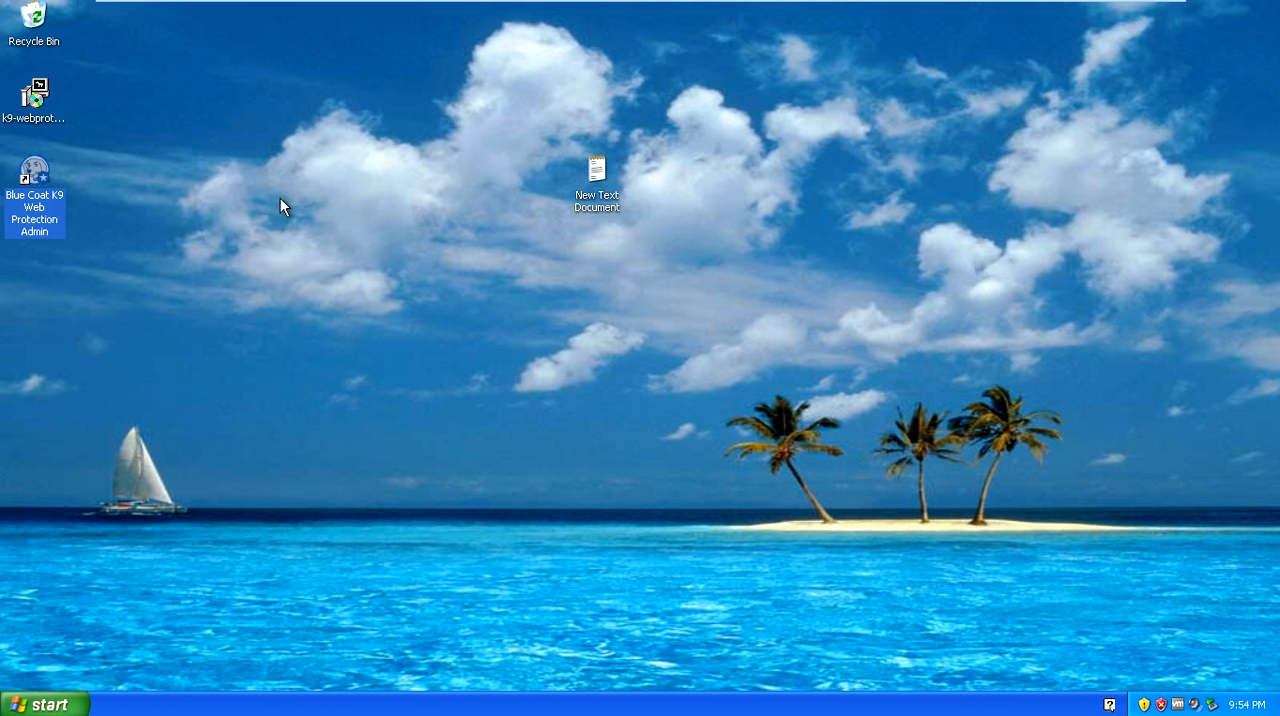 Recycle Bin
k9-webprot...
Blue Coat K9
Web
Protection
Admin
New Text
Document
start
9:54 PM